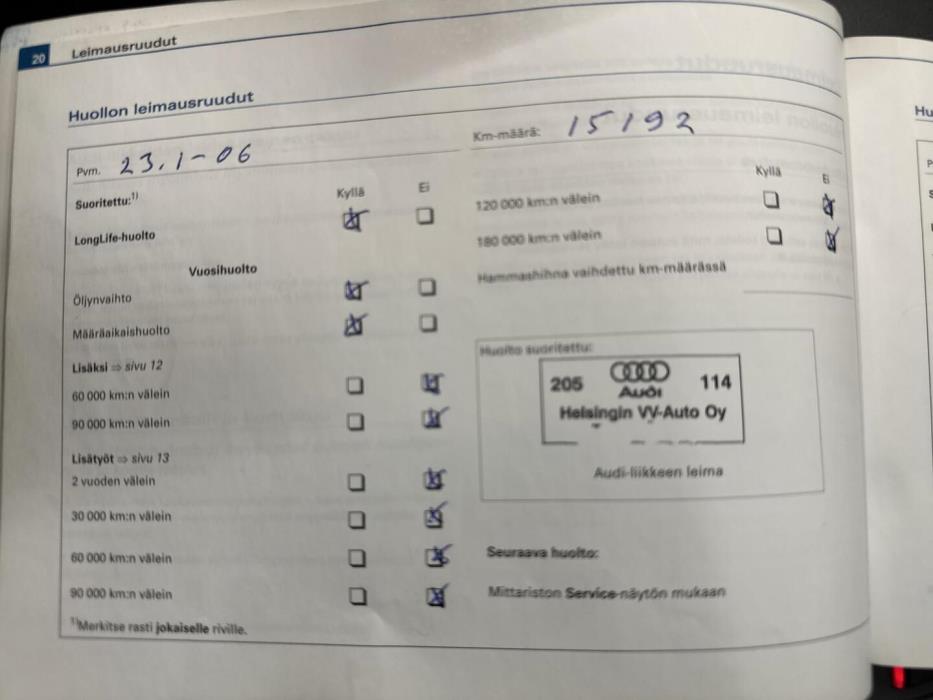 20 Leimausruudut
Huollon leimausruudut
Pvm. 23.1-06
Suoritettu:¹⁾ Kyllä Ei
LongLife-huolto
Vuosihuolto
Öljynvaihto
Määräaikaishuolto
Lisäksi ⇒ sivu 12
60 000 km:n välein
90 000 km:n välein
Lisätyöt ⇒ sivu 13
2 vuoden välein
30 000 km:n välein
60 000 km:n välein
90 000 km:n välein
¹⁾Merkitse rasti jokaiselle riville.
Km-määrä: 15192
Kyllä Ei
120 000 km:n välein
180 000 km:n välein
Hammashihna vaihdettu km-määrässä
Huolto suoritettu:
205 Audi 114
Helsingin VV-Auto Oy
Audi-liikkeen leima
Seuraava huolto:
Mittariston Service-näytön mukaan
Hu
P